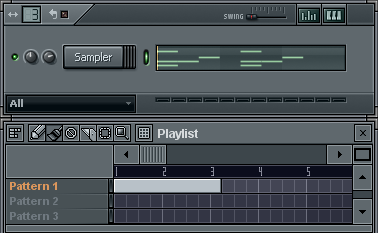 3 SWING
Sampler
All
Playlist
1 2 3 4 5
Pattern 1
Pattern 2
Pattern 3